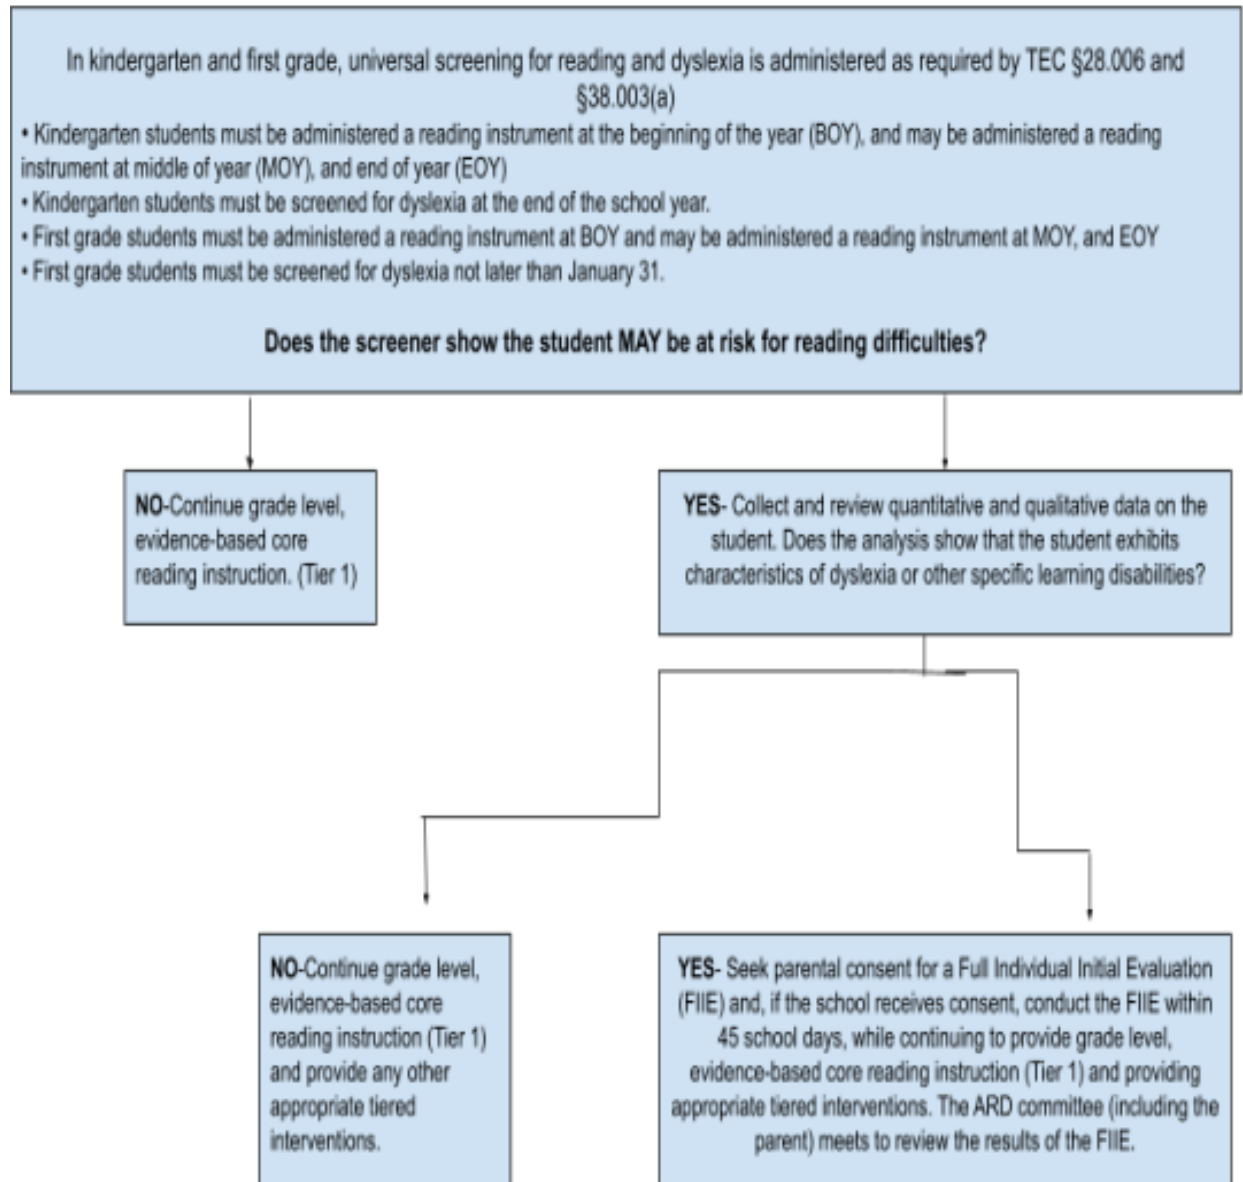 In kindergarten and first grade, universal screening for reading and dyslexia is administered as required by TEC §28.006 and
§38.003(a)
• Kindergarten students must be administered a reading instrument at the beginning of the year (BOY), and may be administered a reading
instrument at middle of year (MOY), and end of year (EOY)
• Kindergarten students must be screened for dyslexia at the end of the school year.
• First grade students must be administered a reading instrument at BOY and may be administered a reading instrument at MOY, and EOY
• First grade students must be screened for dyslexia not later than January 31.
Does the screener show the student MAY be at risk for reading difficulties?
NO-Continue grade level,
evidence-based core
reading instruction. (Tier 1)
YES- Collect and review quantitative and qualitative data on the
student. Does the analysis show that the student exhibits
characteristics of dyslexia or other specific learning disabilities?
NO-Continue grade level,
evidence-based core
reading instruction (Tier 1)
and provide any other
appropriate tiered
interventions.
YES- Seek parental consent for a Full Individual Initial Evaluation
(FIIE) and, if the school receives consent, conduct the FIIE within
45 school days, while continuing to provide grade level,
evidence-based core reading instruction (Tier 1) and providing
appropriate tiered interventions. The ARD committee (including the
parent) meets to review the results of the FIIE.